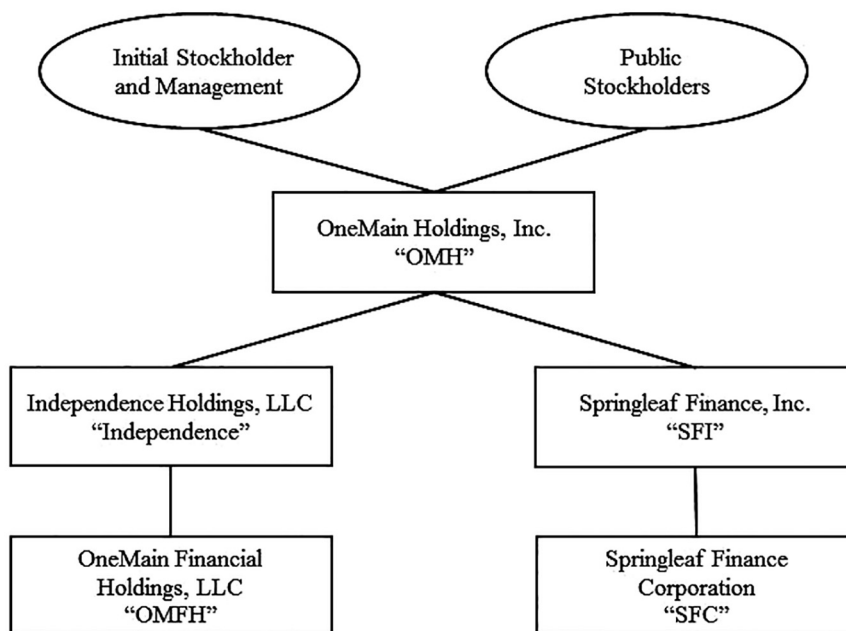 Initial Stockholder
and Management
Public
Stockholders
OneMain Holdings, Inc.
“OMH”
Independence Holdings, LLC
“Independence”
Springleaf Finance, Inc.
“SFI”
OneMain Financial
Holdings, LLC
“OMFH”
Springleaf Finance
Corporation
“SFC”